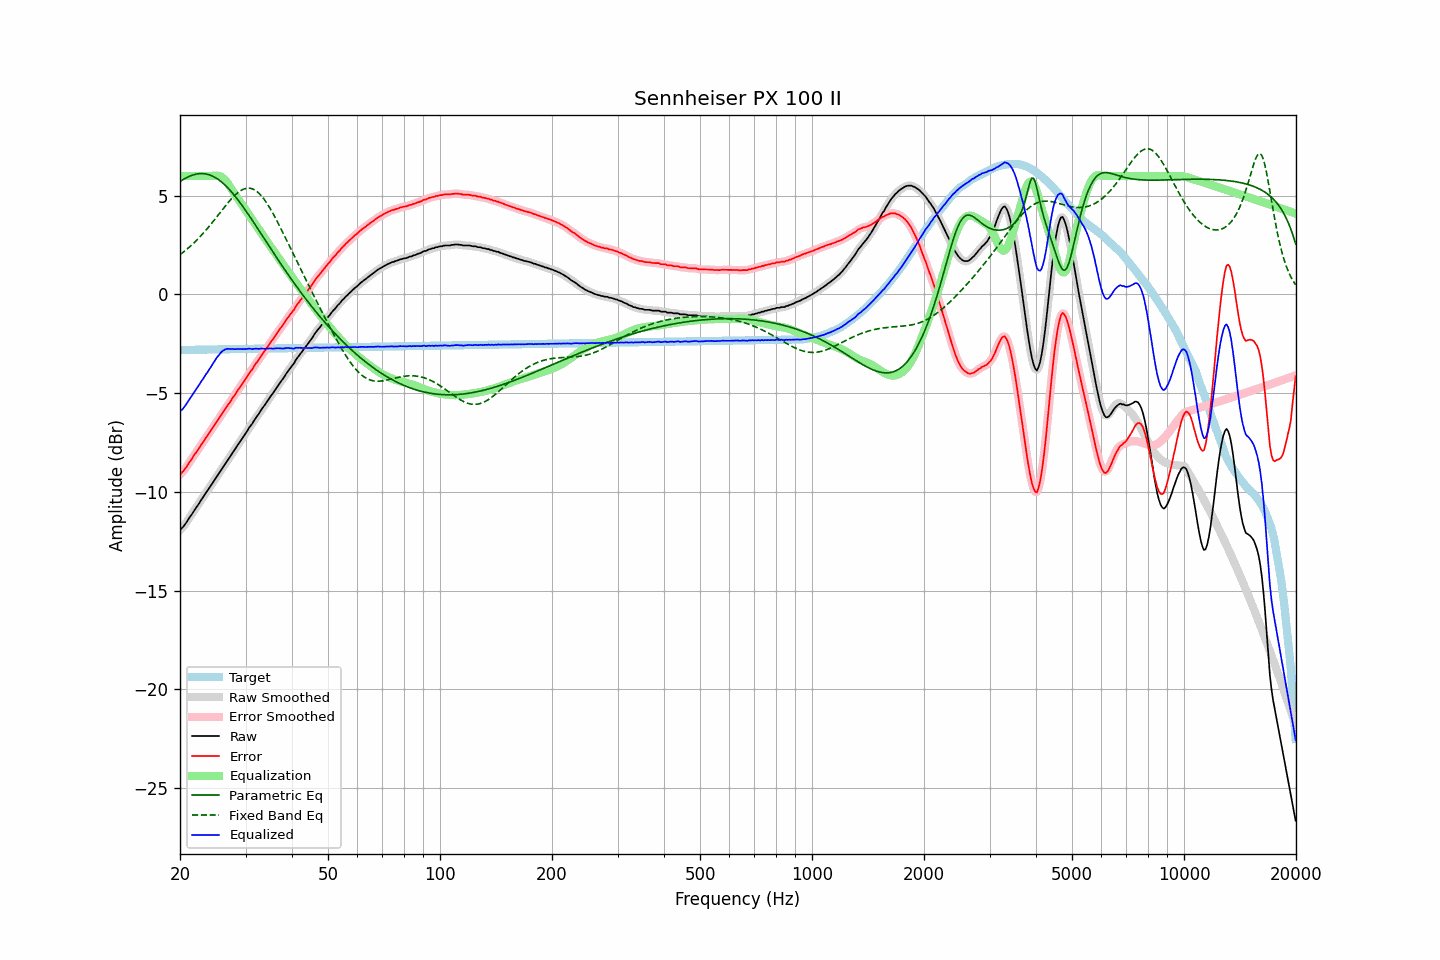 Sennheiser PX 100 II
Amplitude (dBr)
5
0
−5
−10
−15
−20
−25
Target
Raw Smoothed
Error Smoothed
Raw
Error
Equalization
Parametric Eq
Fixed Band Eq
Equalized
20 50 100 200 500 1000 2000 5000 10000 20000
Frequency (Hz)